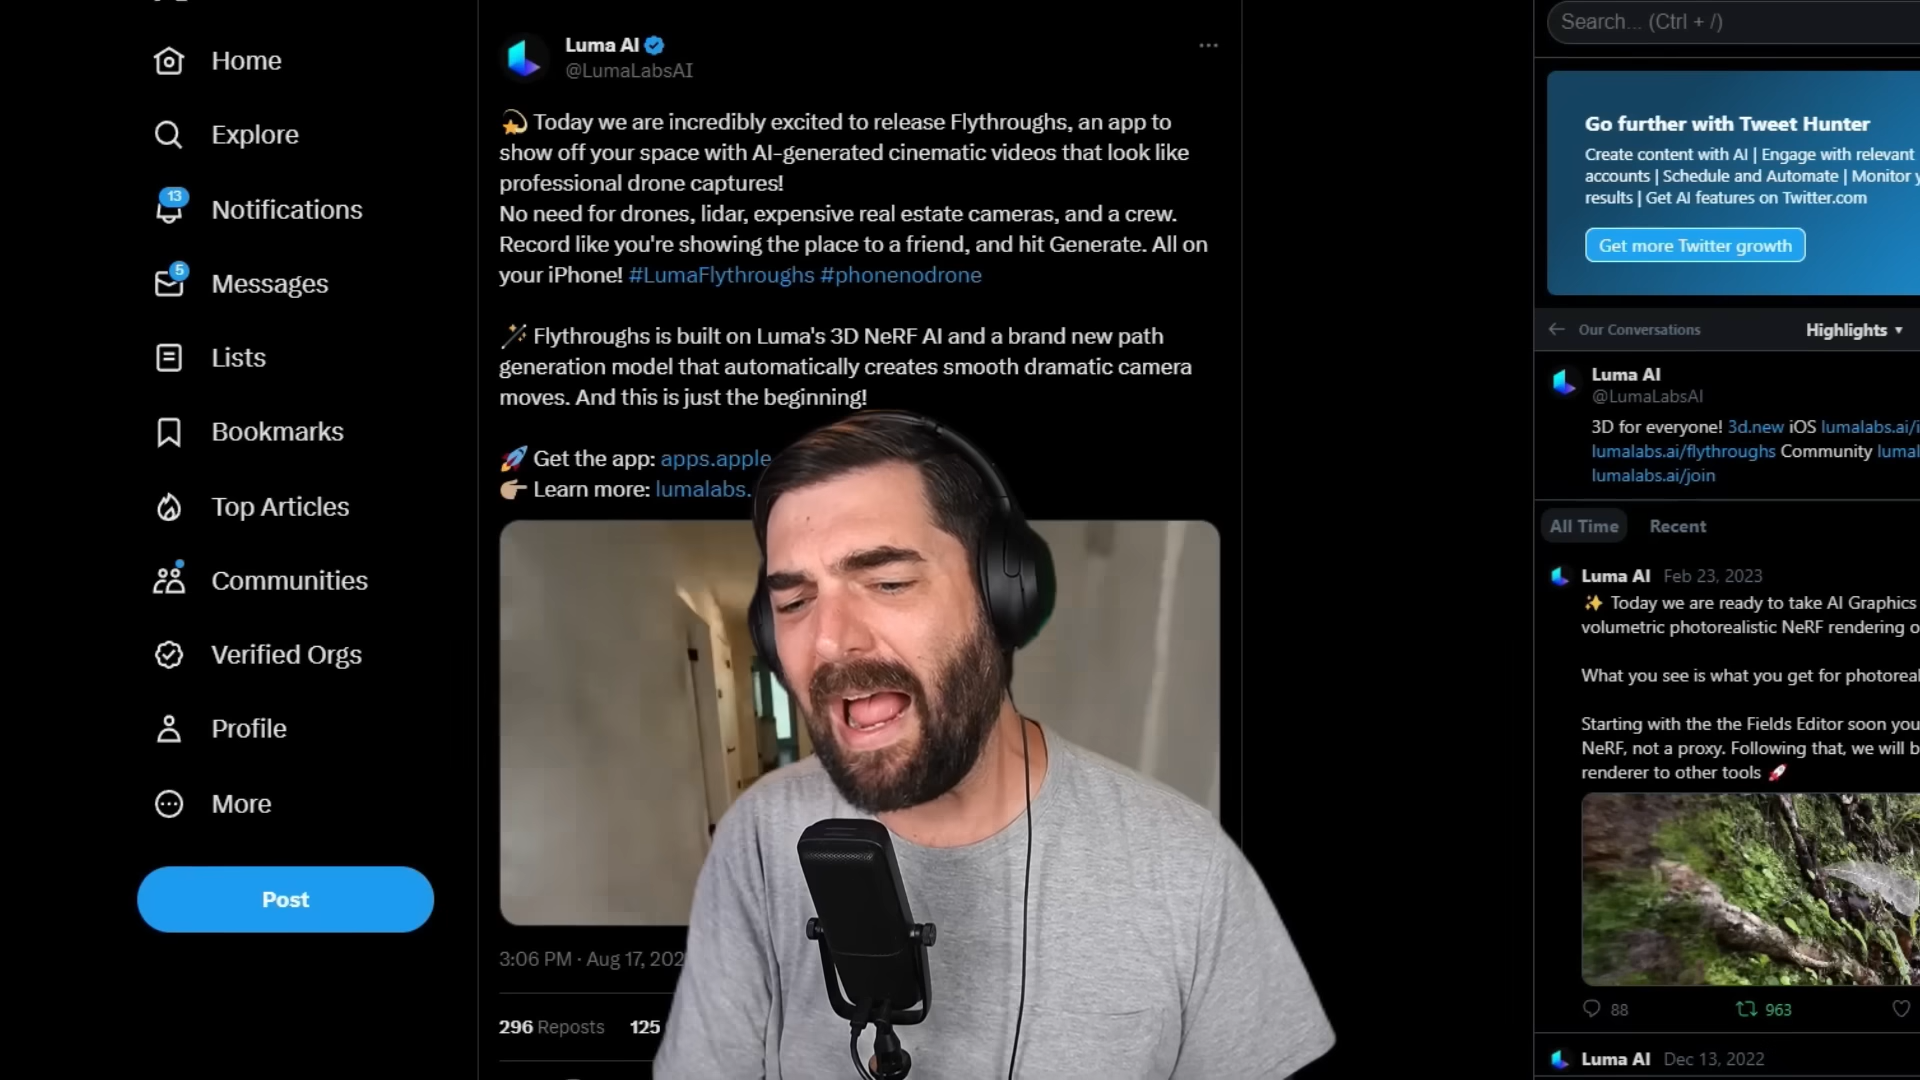 Home
Explore
13
Notifications
5
Messages
Lists
Bookmarks
Top Articles
Communities
Verified Orgs
Profile
More
Post
Luma AI
@LumaLabsAI
Today we are incredibly excited to release Flythroughs, an app to
show off your space with AI-generated cinematic videos that look like
professional drone captures!
No need for drones, lidar, expensive real estate cameras, and a crew.
Record like you're showing the place to a friend, and hit Generate. All on
your iPhone! #LumaFlythroughs #phonenodrone
Flythroughs is built on Luma's 3D NeRF AI and a brand new path
generation model that automatically creates smooth dramatic camera
moves. And this is just the beginning!
Get the app: apps.apple
Learn more: lumalabs.
3:06 PM · Aug 17, 202
296 Reposts 125
Search... (Ctrl + /)
Go further with Tweet Hunter
Create content with AI | Engage with relevant
accounts | Schedule and Automate | Monitor
results | Get AI features on Twitter.com
Get more Twitter growth
Our Conversations
Highlights
Luma AI
@LumaLabsAI
3D for everyone! 3d.new iOS lumalabs.ai/i
lumalabs.ai/flythroughs Community lumal
lumalabs.ai/join
All Time Recent
Luma AI Feb 23, 2023
Today we are ready to take AI Graphics
volumetric photorealistic NeRF rendering o
What you see is what you get for photoreal
Starting with the the Fields Editor soon you
NeRF, not a proxy. Following that, we will b
renderer to other tools
88 963
Luma AI Dec 13, 2022